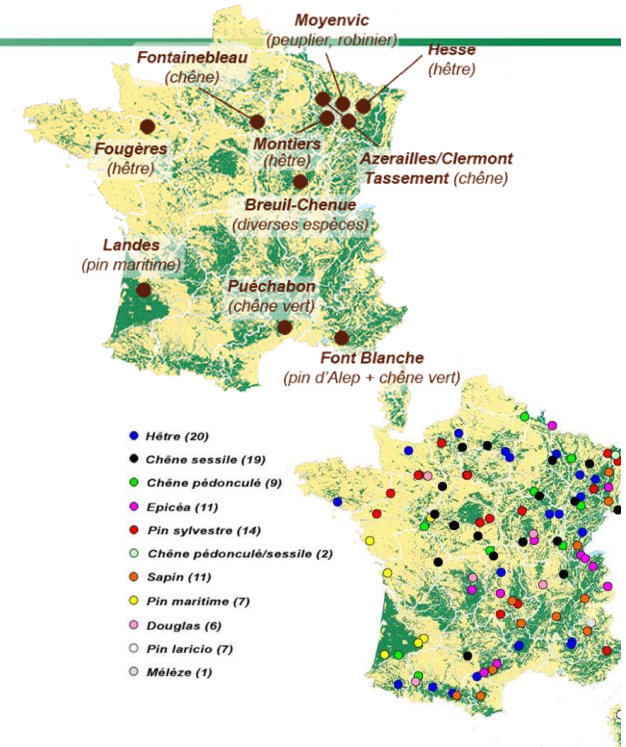 Moyenvic
(peuplier, robinier)
Fontainebleau
(chêne)
Hesse
(hêtre)
Fougères
(hêtre)
Montiers
(hêtre)
Azerailles/Clermont
Tassement (chêne)
Breuil-Chenue
(diverses espèces)
Landes
(pin maritime)
Puéchabon
(chêne vert)
Font Blanche
(pin d'Alep + chêne vert)
Hêtre (20)
Chêne sessile (19)
Chêne pédonculé (9)
Epicéa (11)
Pin sylvestre (14)
Chêne pédonculé/sessile (2)
Sapin (11)
Pin maritime (7)
Douglas (6)
Pin laricio (7)
Mélèze (1)